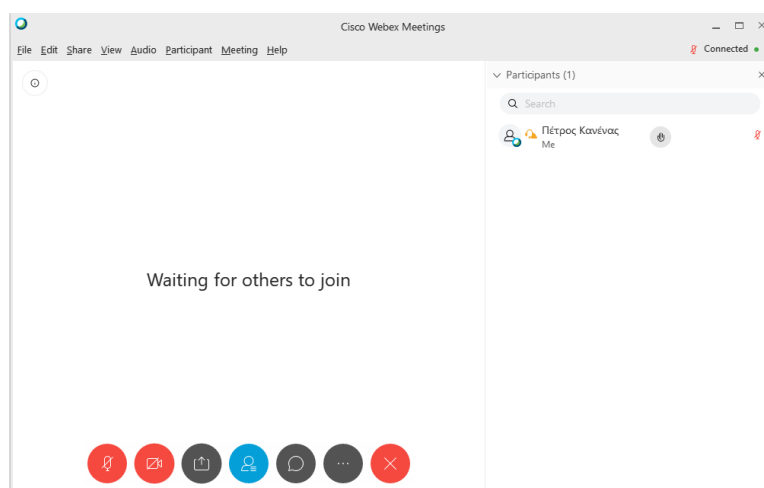 Cisco Webex Meetings
File Edit Share View Audio Participant Meeting Help
Connected
Participants (1)
Search
Πέτρος Κανένας
Me
Waiting for others to join